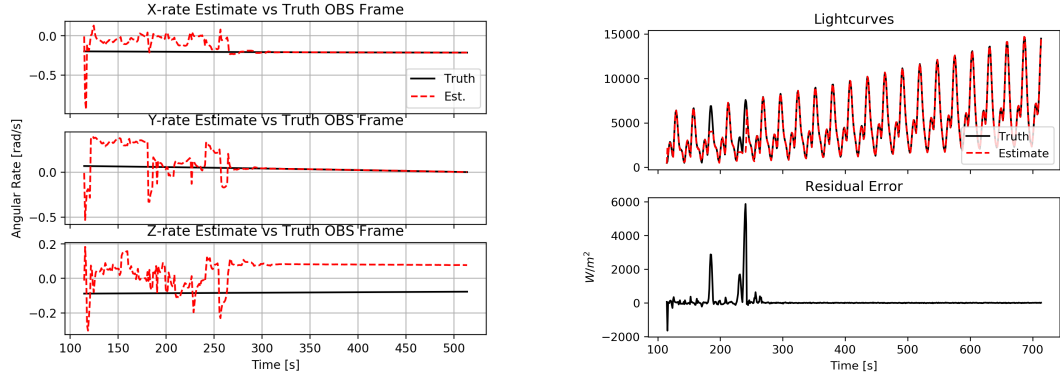 X-rate Estimate vs Truth OBS Frame
0.0
−0.5
Truth
Est.
Y-rate Estimate vs Truth OBS Frame
0.0
−0.5
Angular Rate [rad/s]
Z-rate Estimate vs Truth OBS Frame
0.2
0.0
−0.2
100 150 200 250 300 350 400 450 500
Time [s]
Lightcurves
15000
10000
5000
0
Truth
Estimate
Residual Error
6000
4000
2000
0
−2000
W/m²
100 200 300 400 500 600 700
Time [s]